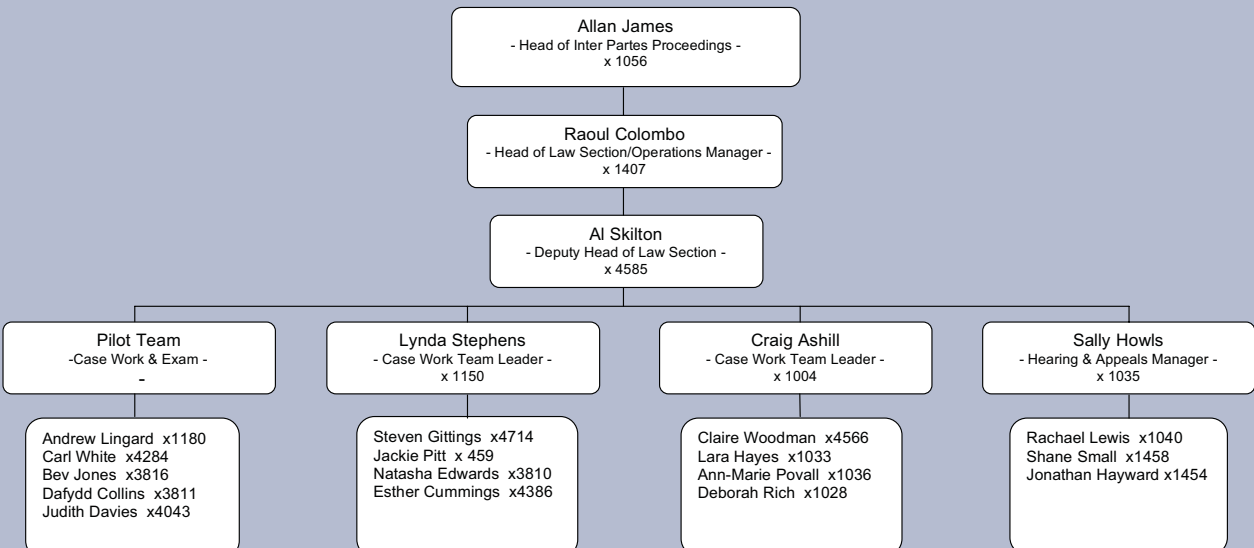 Allan James
- Head of Inter Partes Proceedings -
x 1056
Raoul Colombo
- Head of Law Section/Operations Manager -
x 1407
Al Skilton
- Deputy Head of Law Section -
x 4585
Pilot Team
-Case Work & Exam -
-
Lynda Stephens
- Case Work Team Leader -
x 1150
Craig Ashill
- Case Work Team Leader -
x 1004
Sally Howls
- Hearing & Appeals Manager -
x 1035
Andrew Lingard  x1180
Carl White  x4284
Bev Jones  x3816
Dafydd Collins  x3811
Judith Davies  x4043
Steven Gittings  x4714
Jackie Pitt  x 459
Natasha Edwards  x3810
Esther Cummings  x4386
Claire Woodman  x4566
Lara Hayes  x1033
Ann-Marie Povall  x1036
Deborah Rich  x1028
Rachael Lewis  x1040
Shane Small  x1458
Jonathan Hayward  x1454